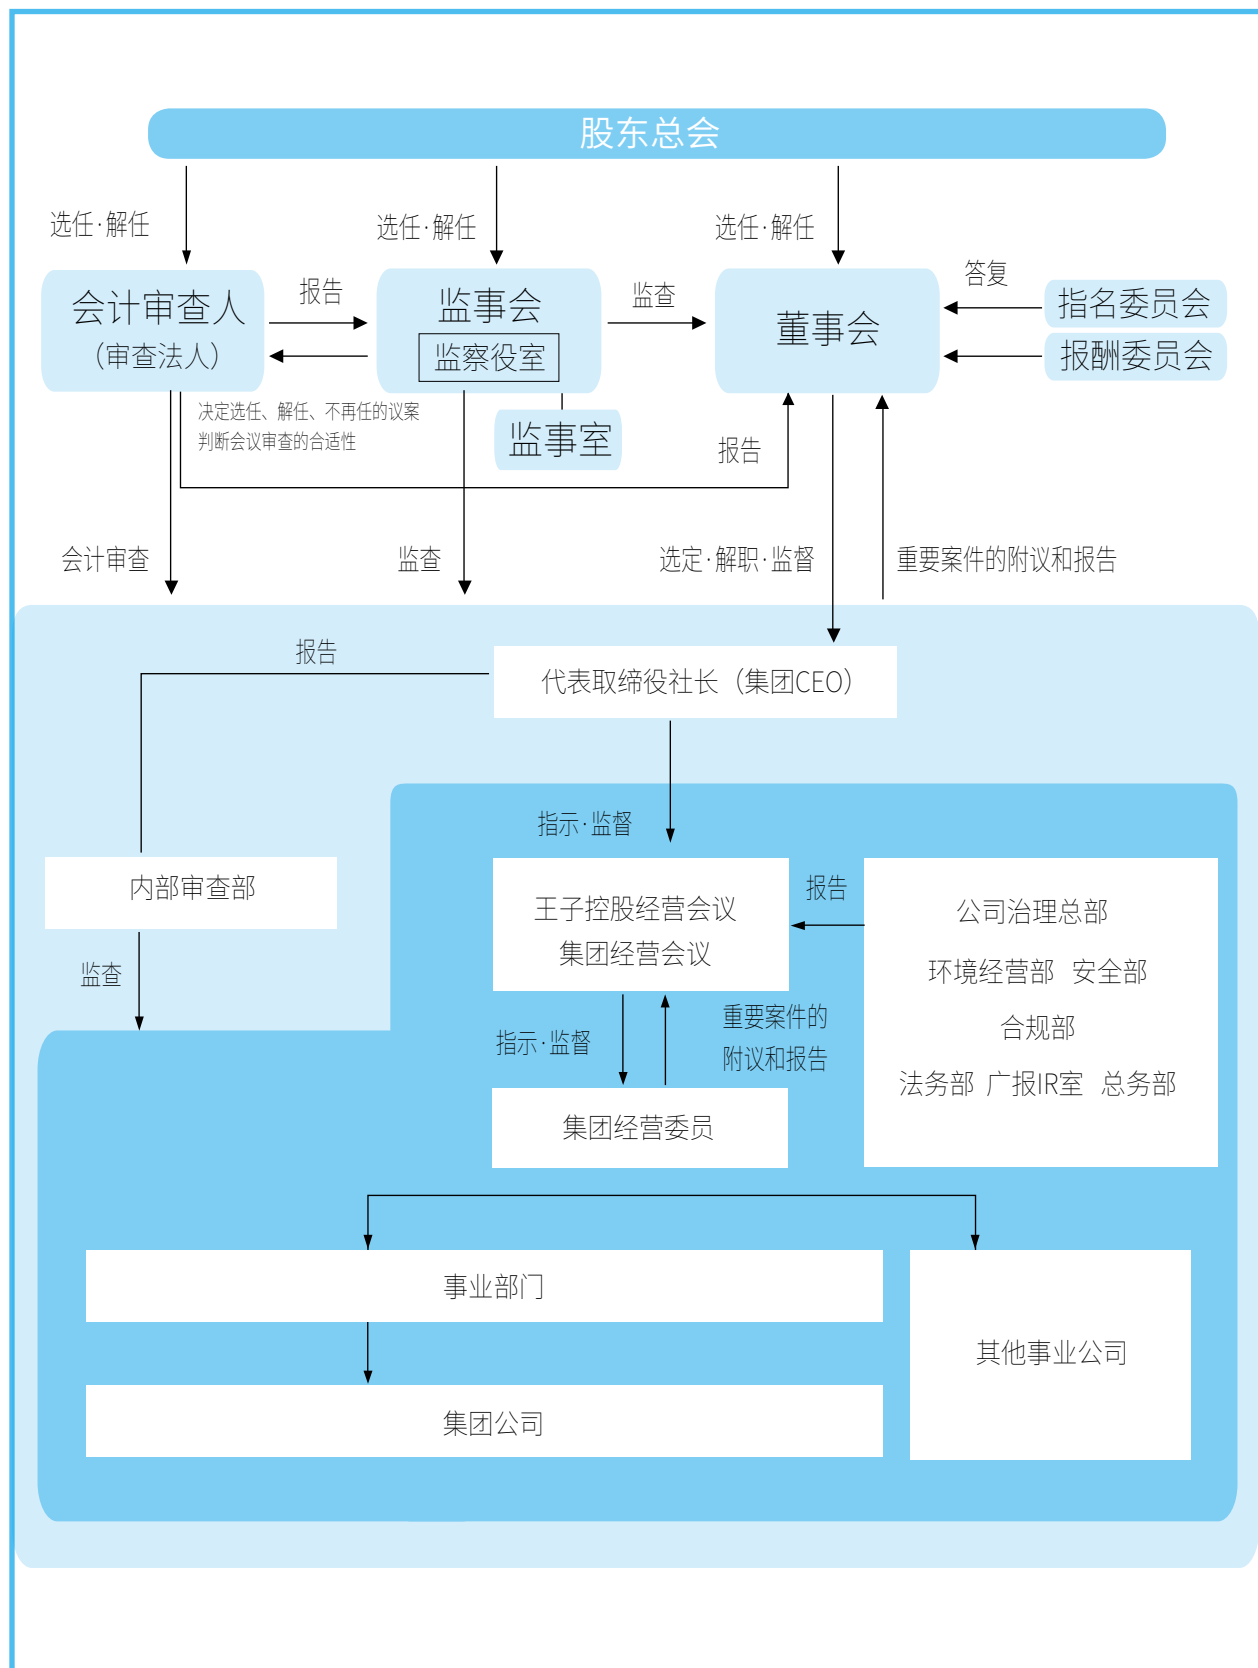 股东总会
选任·解任
选任·解任
选任·解任
会计审查人
（审查法人）
报告
监事会
监察役室
监查
董事会
答复
指名委员会
报酬委员会
决定选任、解任、不再任的议案
判断会议审查的合适性
监事室
报告
会计审查
监查
选定·解职·监督
重要案件的附议和报告
报告
代表取缔役社长（集团CEO）
指示·监督
内部审查部
王子控股经营会议
集团经营会议
报告
公司治理总部
环境经营部 安全部
合规部
法务部 广报IR室 总务部
监查
指示·监督
重要案件的
附议和报告
集团经营委员
事业部门
其他事业公司
集团公司